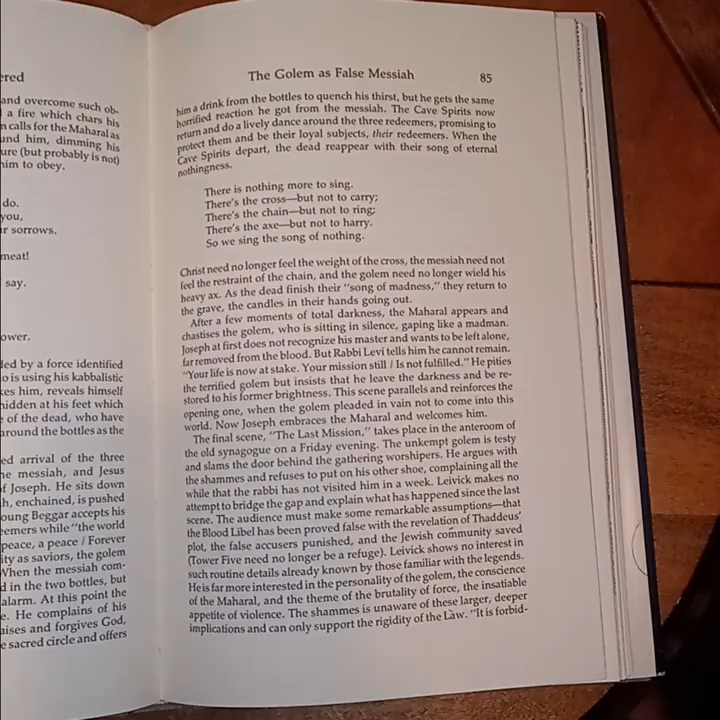 ered
and overcome such ob-
a fire which chars his
n calls for the Maharal as
und him, dimming his
ure (but probably is not)
him to obey.
do.
you,
r sorrows.
meat!
say.
ower.
led by a force identified
o is using his kabbalistic
kes him, reveals himself
hidden at his feet which
e of the dead, who have
around the bottles as the
ed arrival of the three
he messiah, and Jesus
of Joseph. He sits down
h, enchained, is pushed
oung Beggar accepts his
eemers while "the world
peace, a peace / Forever
ity as saviors, the golem
When the messiah com-
d in the two bottles, but
alarm. At this point the
e. He complains of his
aises and forgives God,
e sacred circle and offers
The Golem as False Messiah 85
him a drink from the bottles to quench his thirst, but he gets the same
horrified reaction he got from the messiah. The Cave Spirits now
return and do a lively dance around the three redeemers, promising to
protect them and be their loyal subjects, their redeemers. When the
Cave Spirits depart, the dead reappear with their song of eternal
nothingness.
There is nothing more to sing.
There's the cross—but not to carry;
There's the chain—but not to ring;
There's the axe—but not to harry.
So we sing the song of nothing.
Christ need no longer feel the weight of the cross, the messiah need not
feel the restraint of the chain, and the golem need no longer wield his
heavy ax. As the dead finish their "song of madness," they return to
the grave, the candles in their hands going out.
After a few moments of total darkness, the Maharal appears and
chastises the golem, who is sitting in silence, gaping like a madman.
Joseph at first does not recognize his master and wants to be left alone,
far removed from the blood. But Rabbi Levi tells him he cannot remain.
"Your life is now at stake. Your mission still / Is not fulfilled." He pities
the terrified golem but insists that he leave the darkness and be re-
stored to his former brightness. This scene parallels and reinforces the
opening one, when the golem pleaded in vain not to come into this
world. Now Joseph embraces the Maharal and welcomes him.
The final scene, "The Last Mission," takes place in the anteroom of
the old synagogue on a Friday evening. The unkempt golem is testy
and slams the door behind the gathering worshipers. He argues with
the shammes and refuses to put on his other shoe, complaining all the
while that the rabbi has not visited him in a week. Leivick makes no
attempt to bridge the gap and explain what has happened since the last
scene. The audience must make some remarkable assumptions—that
the Blood Libel has been proved false with the revelation of Thaddeus'
plot, the false accusers punished, and the Jewish community saved
(Tower Five need no longer be a refuge). Leivick shows no interest in
such routine details already known by those familiar with the legends.
He is far more interested in the personality of the golem, the conscience
of the Maharal, and the theme of the brutality of force, the insatiable
appetite of violence. The shammes is unaware of these larger, deeper
implications and can only support the rigidity of the Law. "It is forbid-